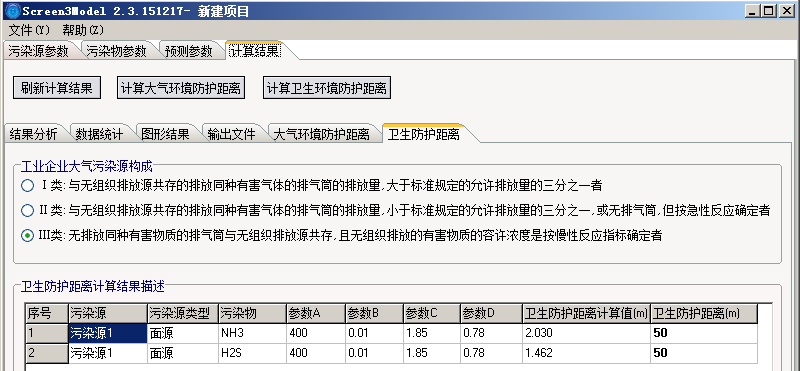 Screen3Model 2.3.151217- 新建项目
文件(Y) 帮助(Z)
污染源参数 污染物参数 预测参数 计算结果
刷新计算结果 计算大气环境防护距离 计算卫生环境防护距离
结果分析 数据统计 图形结果 输出文件 大气环境防护距离 卫生防护距离
工业企业大气污染源构成
I 类: 与无组织排放源共存的排放同种有害气体的排气筒的排放量, 大于标准规定的允许排放量的三分之一者
II 类: 与无组织排放源共存的排放同种有害气体的排气筒的排放量, 小于标准规定的允许排放量的三分之一, 或无排气筒, 但按急性反应确定者
III类: 无排放同种有害物质的排气筒与无组织排放源共存, 且无组织排放的有害物质的容许浓度是按慢性反应指标确定者
卫生防护距离计算结果描述
序号 污染源 污染源类型 污染物 参数A 参数B 参数C 参数D 卫生防护距离计算值(m) 卫生防护距离(m)
1 污染源1 面源 NH3 400 0.01 1.85 0.78 2.030 50
2 污染源1 面源 H2S 400 0.01 1.85 0.78 1.462 50